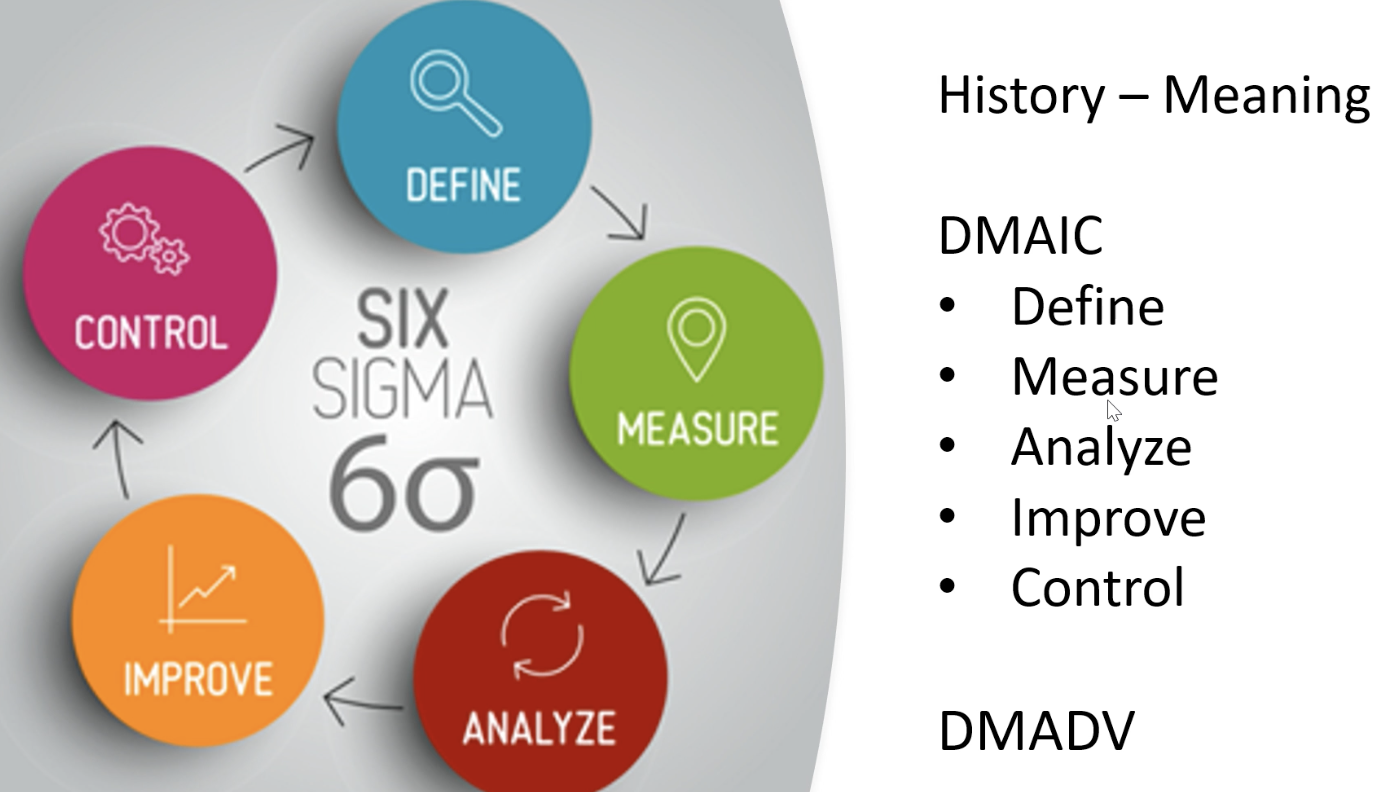 DEFINE
MEASURE
ANALYZE
IMPROVE
CONTROL
SIX
SIGMA
6σ
History – Meaning
DMAIC
• Define
• Measure
• Analyze
• Improve
• Control
DMADV